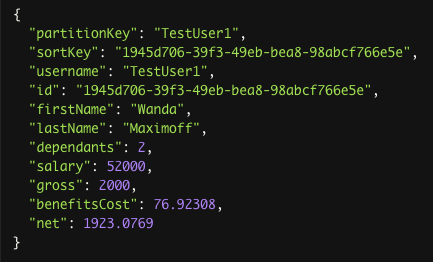 {
"partitionKey": "TestUser1",
"sortKey": "1945d706-39f3-49eb-bea8-98abcf766e5e",
"username": "TestUser1",
"id": "1945d706-39f3-49eb-bea8-98abcf766e5e",
"firstName": "Wanda",
"lastName": "Maximoff",
"dependants": 2,
"salary": 52000,
"gross": 2000,
"benefitsCost": 76.92308,
"net": 1923.0769
}